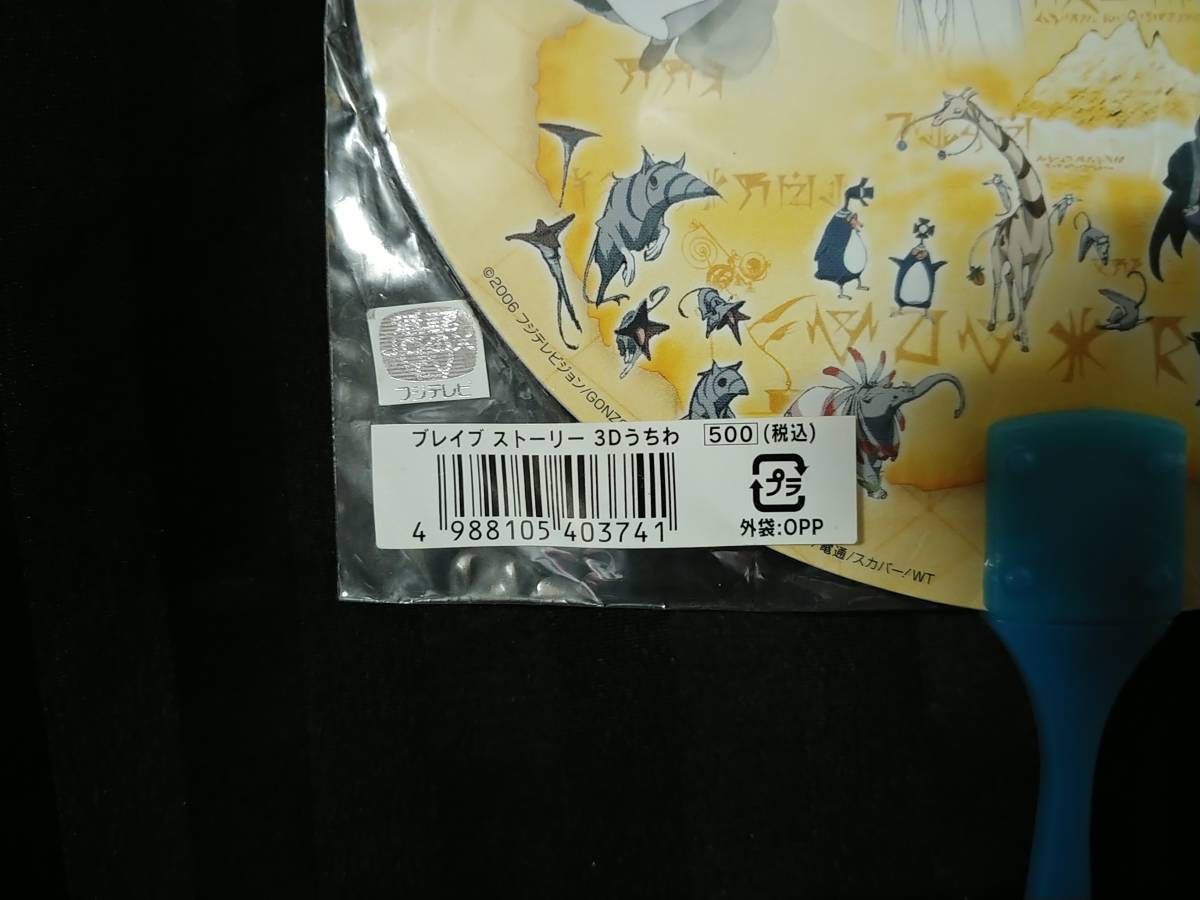 ©2006 フジテレビジョン/GONZO
フジテレビ
ブレイブ ストーリー 3Dうちわ 500 (税込)
4 988105 403741
プラ
外袋:OPP
電通/スカパー!WT